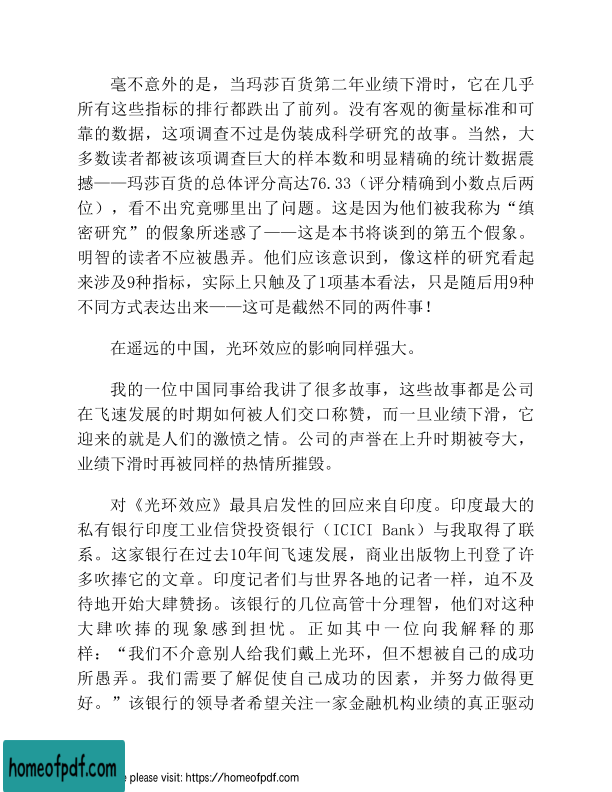 毫不意外的是，当玛莎百货第二年业绩下滑时，它在几乎
所有这些指标的排行都跌出了前列。没有客观的衡量标准和可
靠的数据，这项调查不过是伪装成科学研究的故事。当然，大
多数读者都被该项调查巨大的样本数和明显精确的统计数据震
撼——玛莎百货的总体评分高达76.33（评分精确到小数点后两
位），看不出究竟哪里出了问题。这是因为他们被我称为“缜
密研究”的假象所迷惑了——这是本书将谈到的第五个假象。
明智的读者不应被愚弄。他们应该意识到，像这样的研究看起
来涉及9种指标，实际上只触及了1项基本看法，只是随后用9种
不同方式表达出来——这可是截然不同的两件事！
在遥远的中国，光环效应的影响同样强大。
我的一位中国同事给我讲了很多故事，这些故事都是公司
在飞速发展的时期如何被人们交口称赞，而一旦业绩下滑，它
迎来的就是人们的激愤之情。公司的声誉在上升时期被夸大，
业绩下滑时再被同样的热情所摧毁。
对《光环效应》最具启发性的回应来自印度。印度最大的
私有银行印度工业信贷投资银行（ICICI Bank）与我取得了联
系。这家银行在过去10年间飞速发展，商业出版物上刊登了许
多吹捧它的文章。印度记者们与世界各地的记者一样，迫不及
待地开始大肆赞扬。该银行的几位高管十分理智，他们对这种
大肆吹捧的现象感到担忧。正如其中一位向我解释的那
样：“我们不介意别人给我们戴上光环，但不想被自己的成功
所愚弄。我们需要了解促使自己成功的因素，并努力做得更
好。”该银行的领导者希望关注一家金融机构业绩的真正驱动
homeofpdf.com
e please visit: https://homeofpdf.com